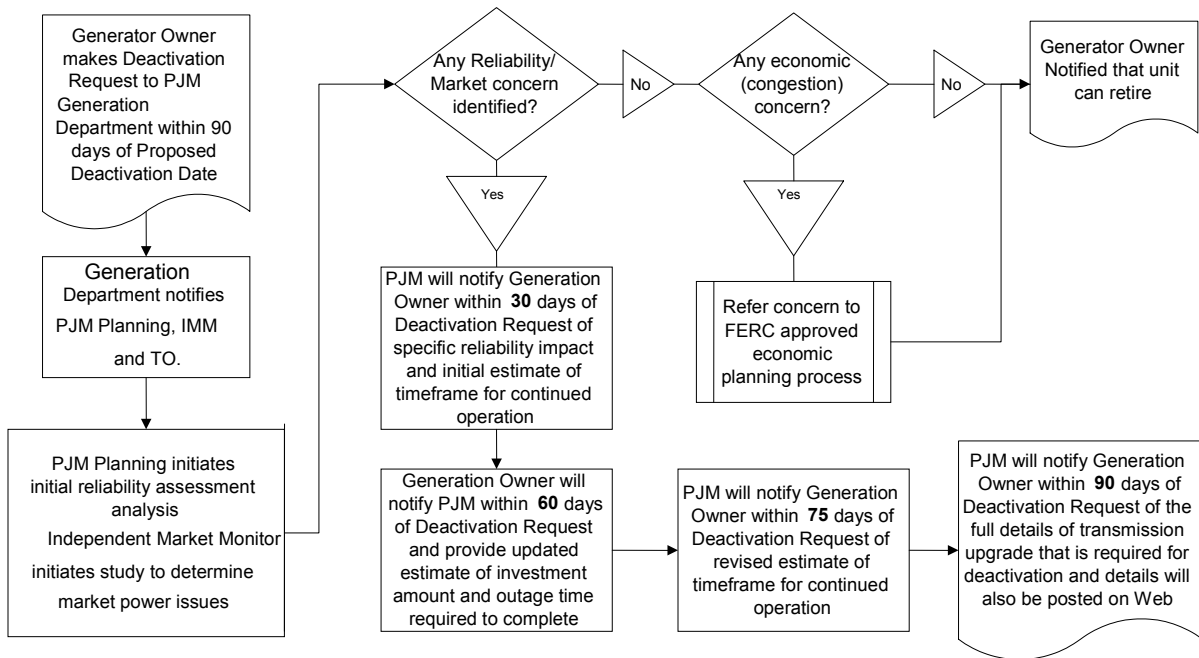 Generator Owner
makes Deactivation
Request to PJM
Generation
Department within 90
days of Proposed
Deactivation Date
Generation
Department notifies
PJM Planning, IMM
and TO.
PJM Planning initiates
initial reliability assessment
analysis
Independent Market Monitor
initiates study to determine
market power issues
Any Reliability/
Market concern
identified?
No
Any economic
(congestion)
concern?
No
Generator Owner
Notified that unit
can retire
Yes
Yes
PJM will notify Generation
Owner within 30 days of
Deactivation Request of
specific reliability impact
and initial estimate of
timeframe for continued
operation
Refer concern to
FERC approved
economic
planning process
Generation Owner will
notify PJM within 60 days
of Deactivation Request
and provide updated
estimate of investment
amount and outage time
required to complete
PJM will notify Generation
Owner within 75 days of
Deactivation Request of
revised estimate of
timeframe for continued
operation
PJM will notify Generation
Owner within 90 days of
Deactivation Request of the
full details of transmission
upgrade that is required for
deactivation and details will
also be posted on Web